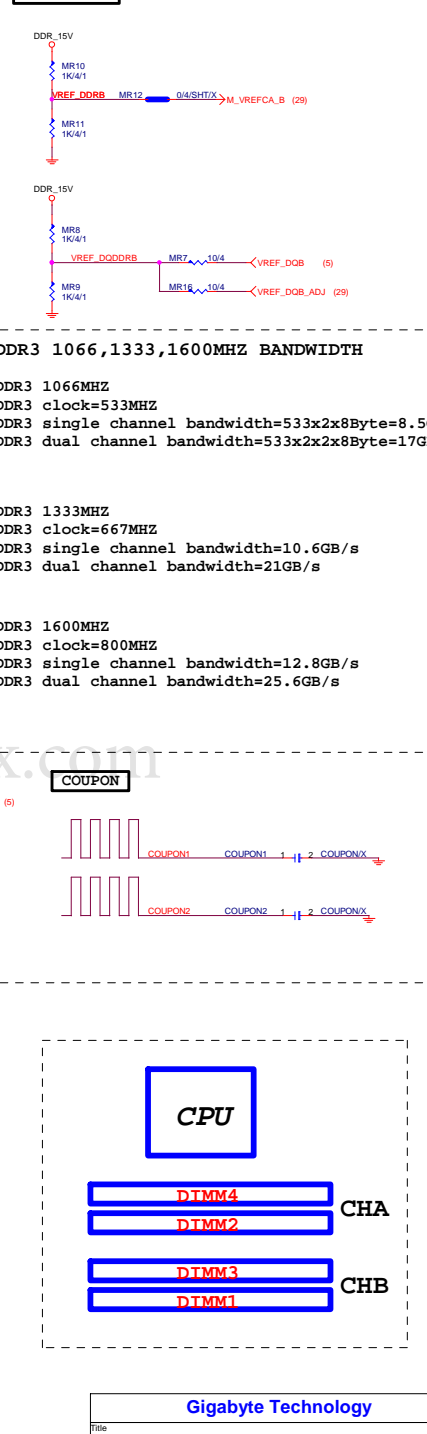 DDR_15V
MR10
1K/4/1
VREF_DDRB MR12 0/4/SHT/X M_VREFCA_B (29)
MR11
1K/4/1
DDR_15V
MR8
1K/4/1
VREF_DQDDRB MR7 10/4 VREF_DQB (5)
MR9
1K/4/1
MR16 10/4 VREF_DQB_ADJ (29)
DDR3 1066,1333,1600MHZ BANDWIDTH
DDR3 1066MHZ
DDR3 clock=533MHZ
DDR3 single channel bandwidth=533x2x8Byte=8.5G
DDR3 dual channel bandwidth=533x2x2x8Byte=17G
DDR3 1333MHZ
DDR3 clock=667MHZ
DDR3 single channel bandwidth=10.6GB/s
DDR3 dual channel bandwidth=21GB/s
DDR3 1600MHZ
DDR3 clock=800MHZ
DDR3 single channel bandwidth=12.8GB/s
DDR3 dual channel bandwidth=25.6GB/s
x.com
COUPON
(5)
COUPON1 COUPON1 1 2 COUPON/X
COUPON2 COUPON2 1 2 COUPON/X
CPU
DIMM4
CHA
DIMM2
DIMM3
CHB
DIMM1
Gigabyte Technology
Title